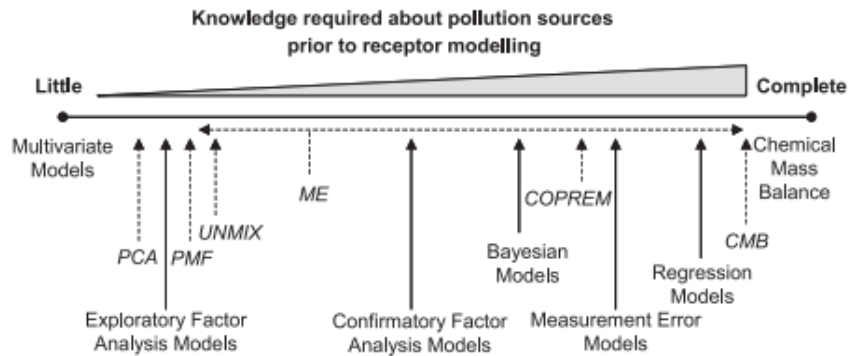 Knowledge required about pollution sources
prior to receptor modelling
Little
Complete
Multivariate
Models
Chemical
Mass
Balance
ME
COPREM
UNMIX
PCA
PMF
CMB
Bayesian
Models
Regression
Models
Exploratory Factor
Analysis Models
Confirmatory Factor
Analysis Models
Measurement Error
Models